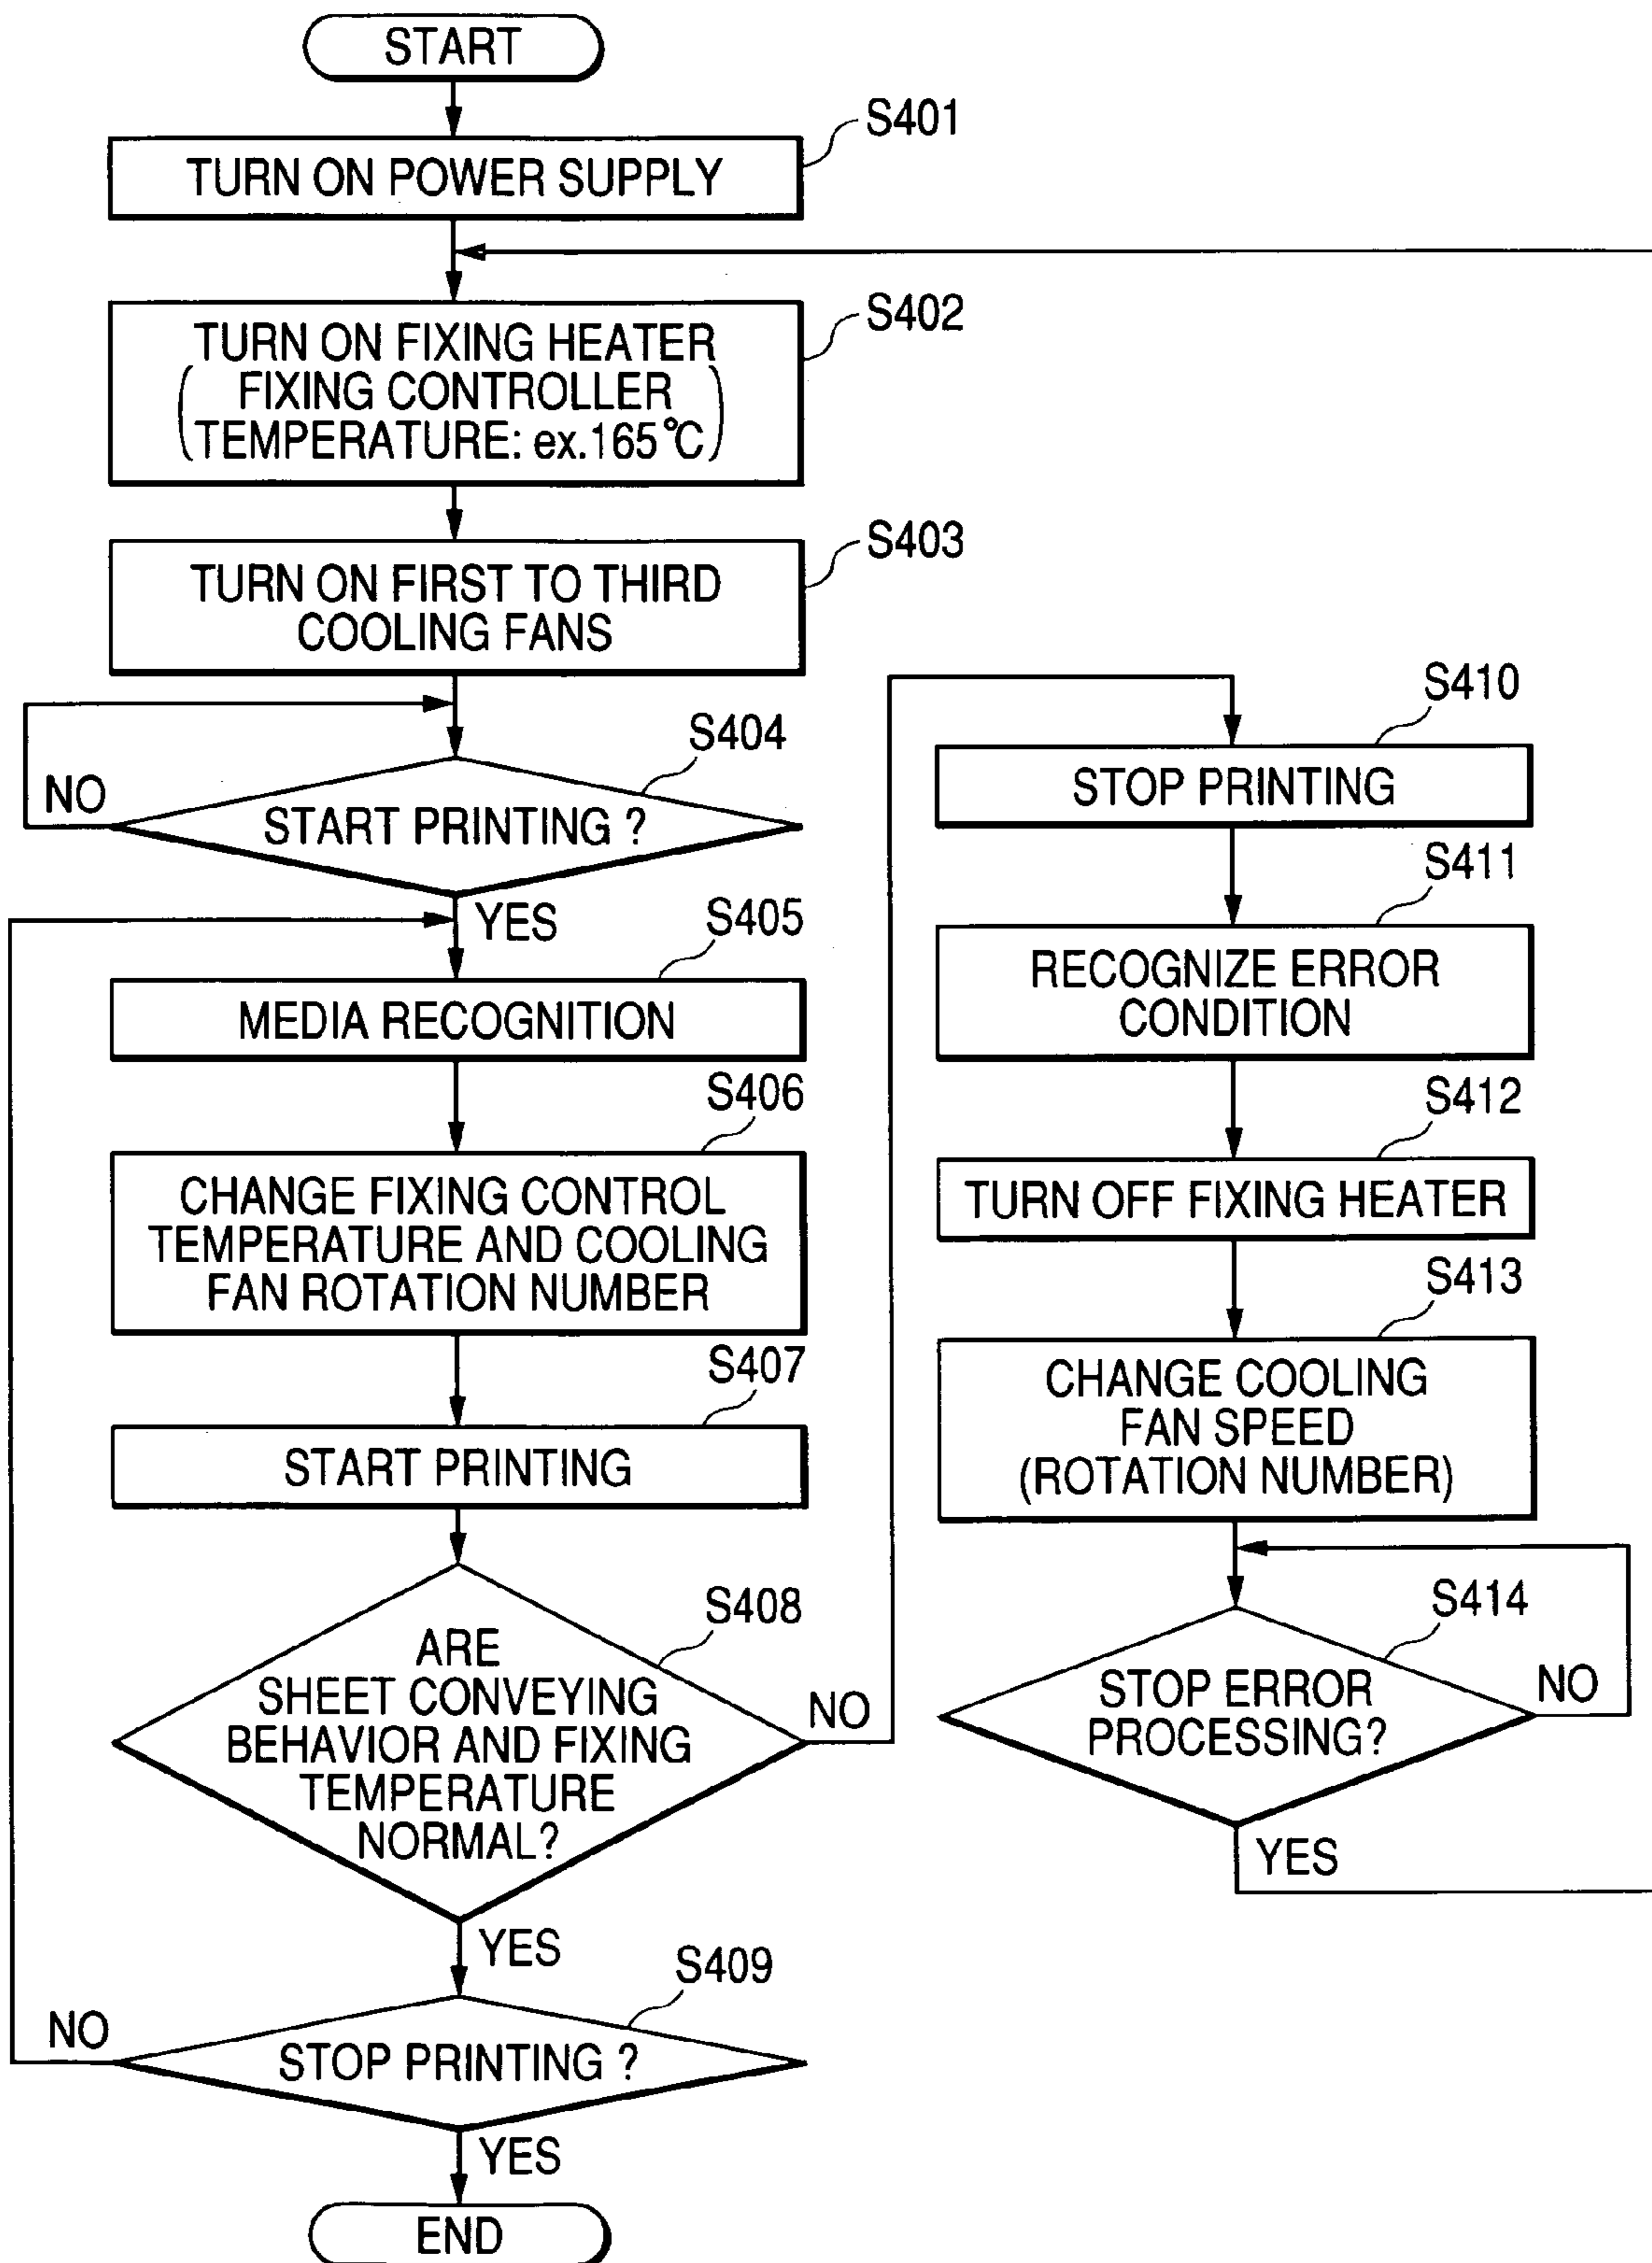 START
S401
TURN ON POWER SUPPLY
S402
TURN ON FIXING HEATER
(FIXING CONTROLLER
TEMPERATURE: ex.165°C)
S403
TURN ON FIRST TO THIRD
COOLING FANS
S404
NO
START PRINTING ?
YES
S405
MEDIA RECOGNITION
S406
CHANGE FIXING CONTROL
TEMPERATURE AND COOLING
FAN ROTATION NUMBER
S407
START PRINTING
S408
ARE
SHEET CONVEYING
BEHAVIOR AND FIXING
TEMPERATURE
NORMAL?
NO
YES
S409
NO
STOP PRINTING ?
YES
END
S410
STOP PRINTING
S411
RECOGNIZE ERROR
CONDITION
S412
TURN OFF FIXING HEATER
S413
CHANGE COOLING
FAN SPEED
(ROTATION NUMBER)
S414
STOP ERROR
PROCESSING?
NO
YES